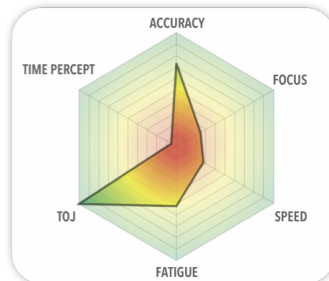 ACCURACY
TIME PERCEPT
FOCUS
TOJ
SPEED
FATIGUE